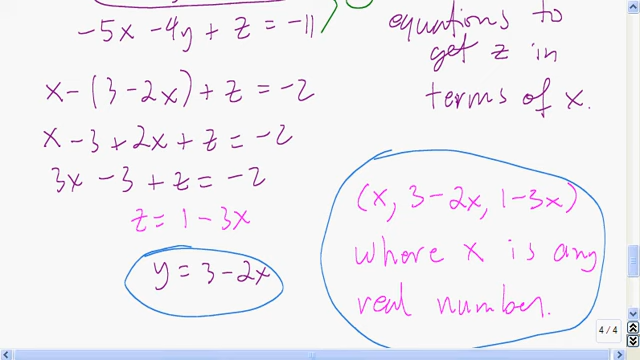 -5x -4y + z = -11
equations to
get z in
terms of x.
x - (3 - 2x) + z = -2
x - 3 + 2x + z = -2
3x - 3 + z = -2
z = 1 - 3x
y = 3 - 2x
(x, 3 - 2x, 1 - 3x)
where x is any
real number.
4/4